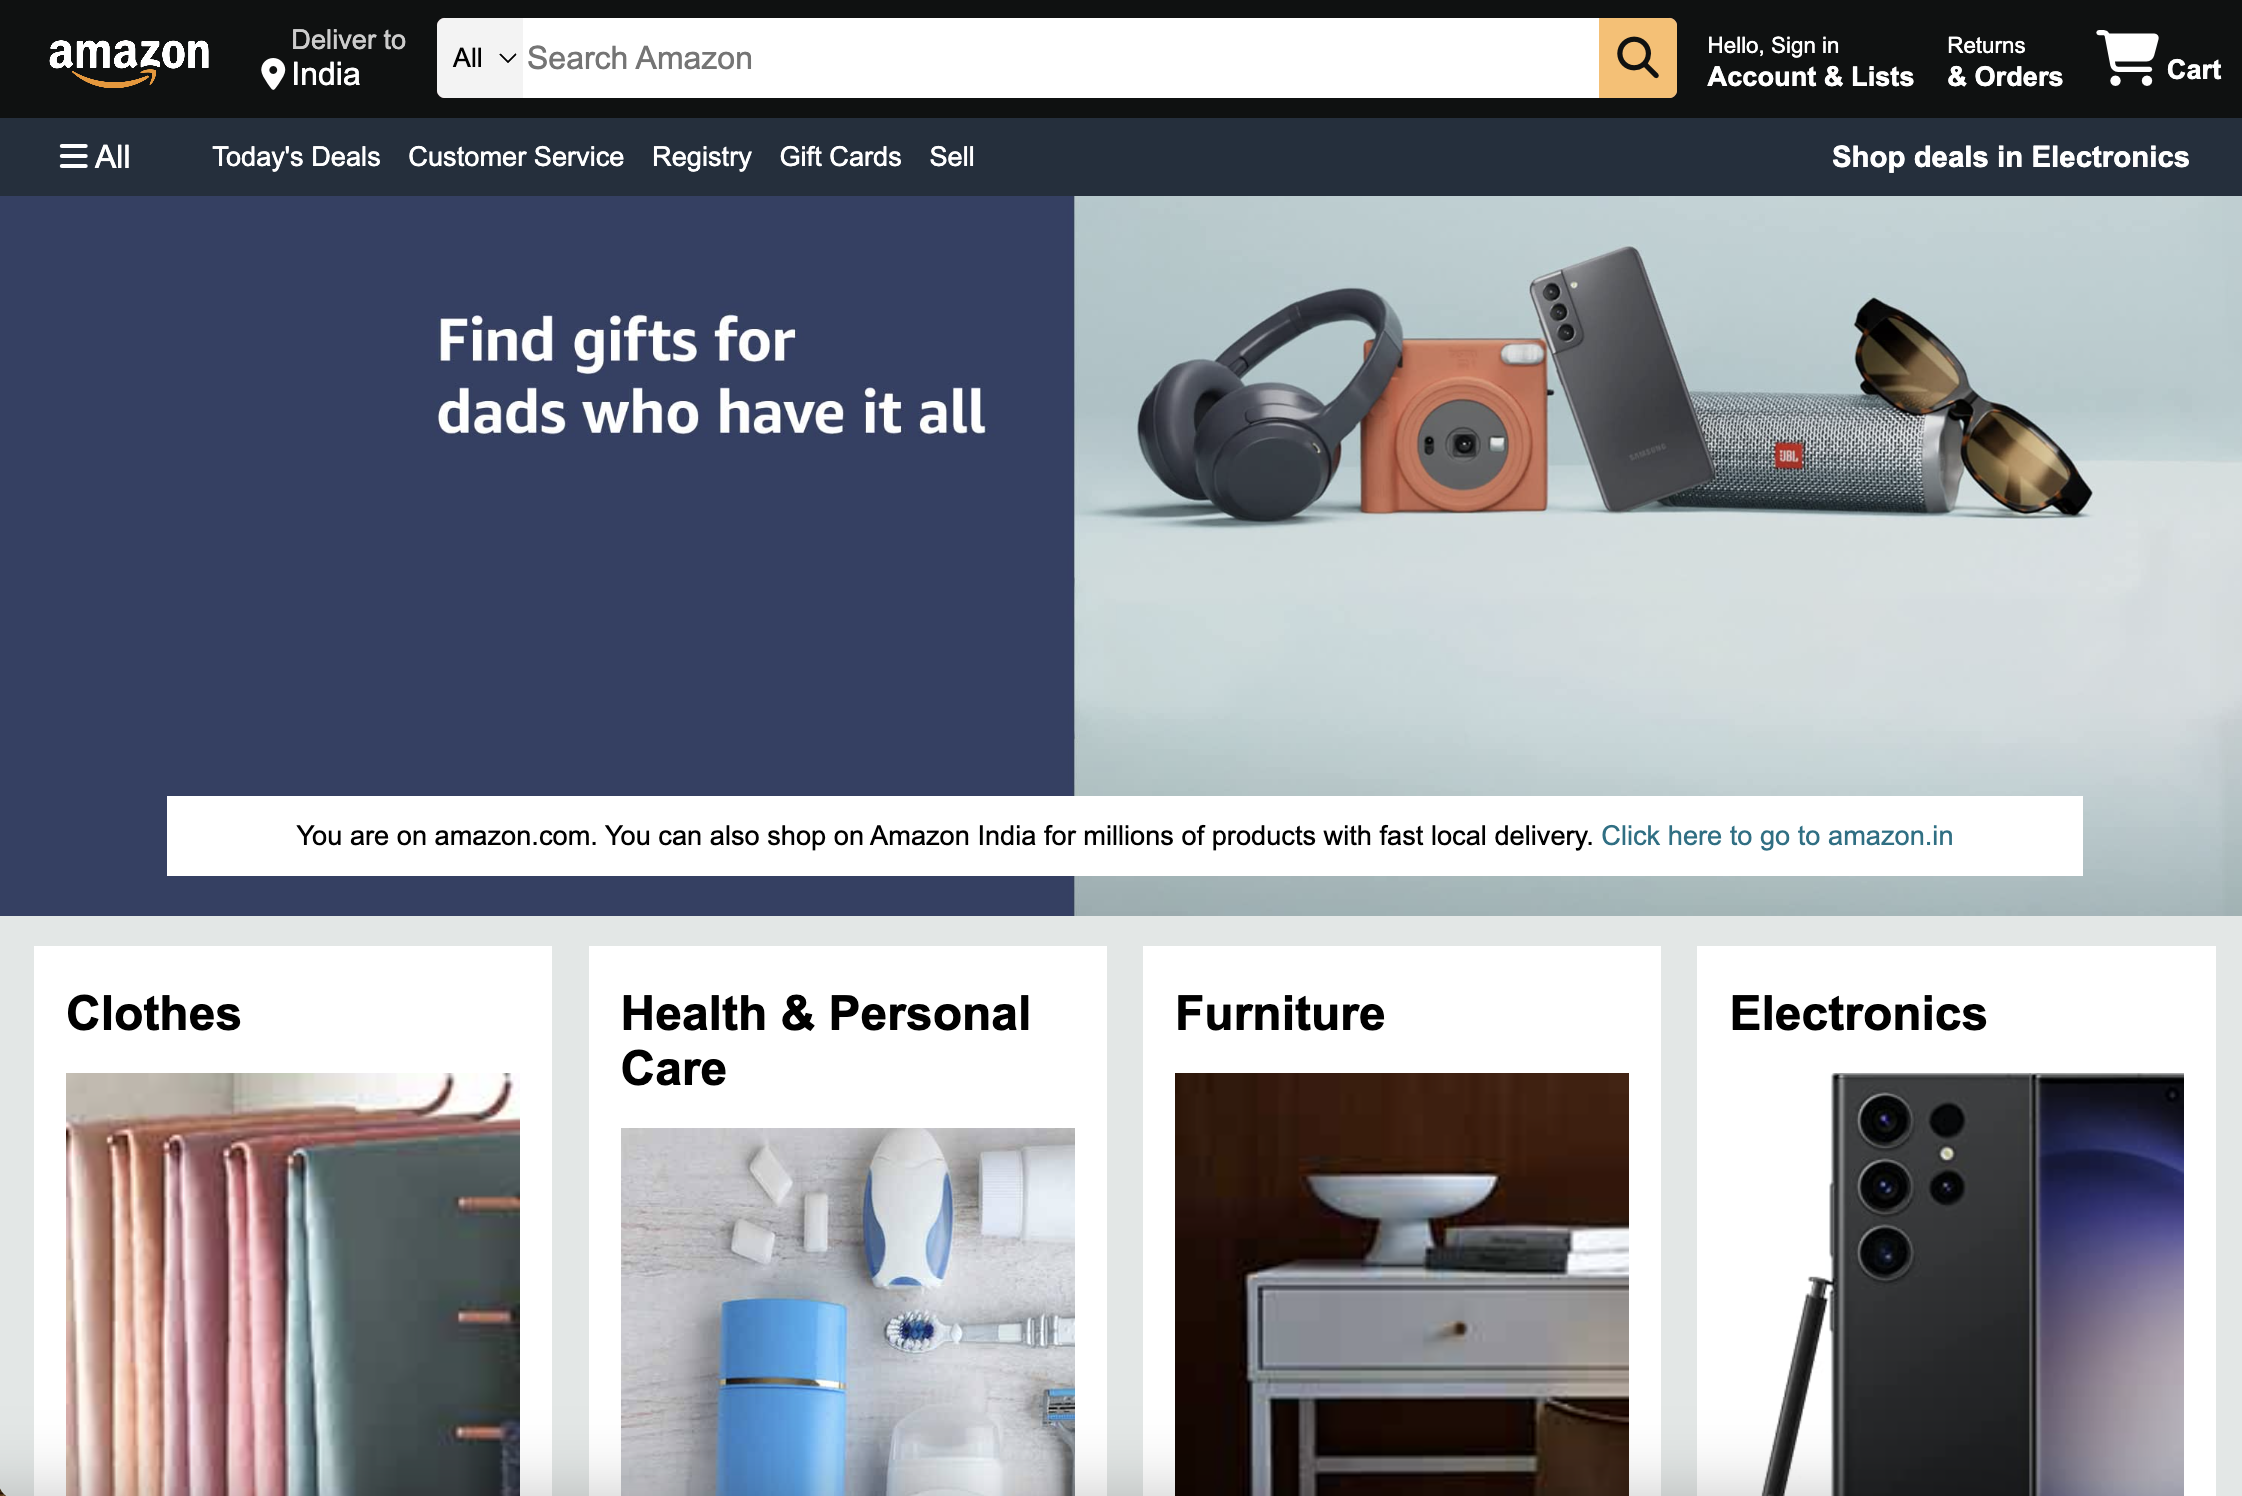 amazon
Deliver to
India
All
Search Amazon
Hello, Sign in
Account & Lists
Returns
& Orders
Cart
All
Today's Deals
Customer Service
Registry
Gift Cards
Sell
Shop deals in Electronics
Find gifts for
dads who have it all
SAMSUNG
JBL
You are on amazon.com. You can also shop on Amazon India for millions of products with fast local delivery. Click here to go to amazon.in
Clothes
Health & Personal
Care
Furniture
Electronics